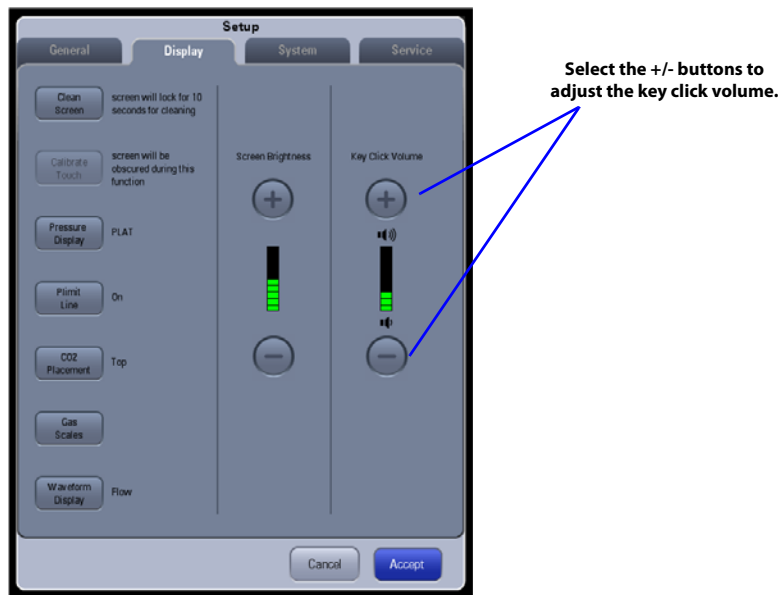 Setup
General
Display
System
Service
Clean
Screen
screen will lock for 10
seconds for cleaning
Calibrate
Touch
screen will be
obscured during this
function
Pressure
Display
PLAT
Plimit
Line
On
CO2
Placement
Top
Gas
Scales
Waveform
Display
Flow
Screen Brightness
Key Click Volume
Cancel
Accept
Select the +/- buttons to
adjust the key click volume.